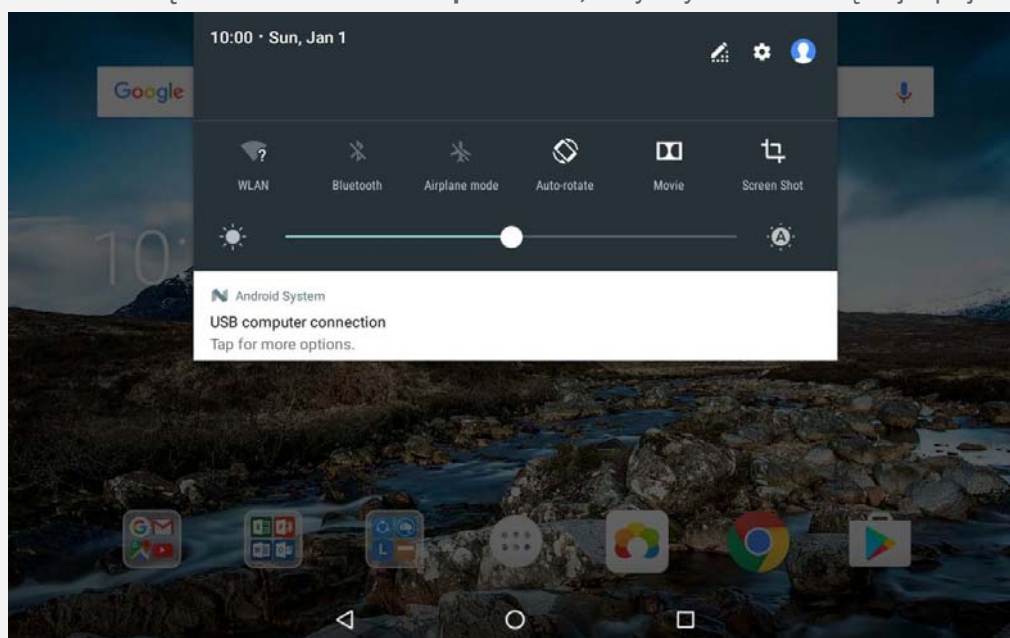 10:00 · Sun, Jan 1
Google
?
WLAN
Bluetooth
Airplane mode
Auto-rotate
Movie
Screen Shot
A
10:
Android System
USB computer connection
Tap for more options.
G M
L